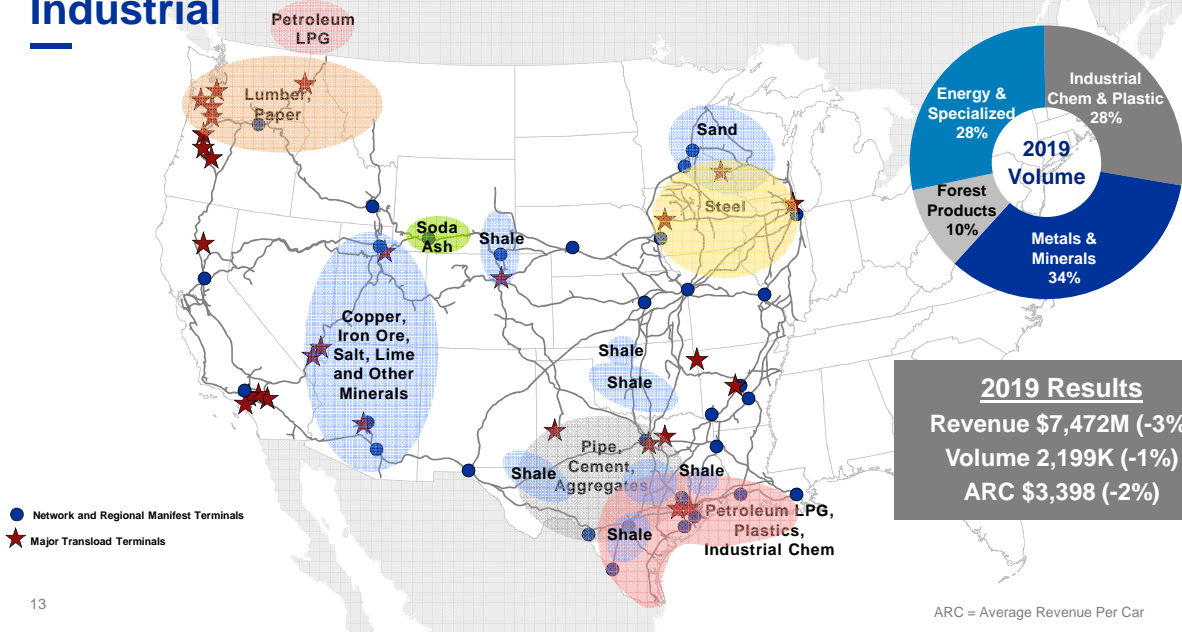 Industrial
Petroleum
LPG
Lumber,
Paper
Sand
Steel
Soda
Ash
Shale
Copper,
Iron Ore,
Salt, Lime
and Other
Minerals
Shale
Shale
Pipe,
Cement,
Aggregates
Shale
Shale
Shale
Petroleum LPG,
Plastics,
Industrial Chem
Network and Regional Manifest Terminals
Major Transload Terminals
Energy &
Specialized
28%
Industrial
Chem & Plastic
28%
2019
Volume
Forest
Products
10%
Metals &
Minerals
34%
2019 Results
Revenue $7,472M (-3%
Volume 2,199K (-1%)
ARC $3,398 (-2%)
13
ARC = Average Revenue Per Car